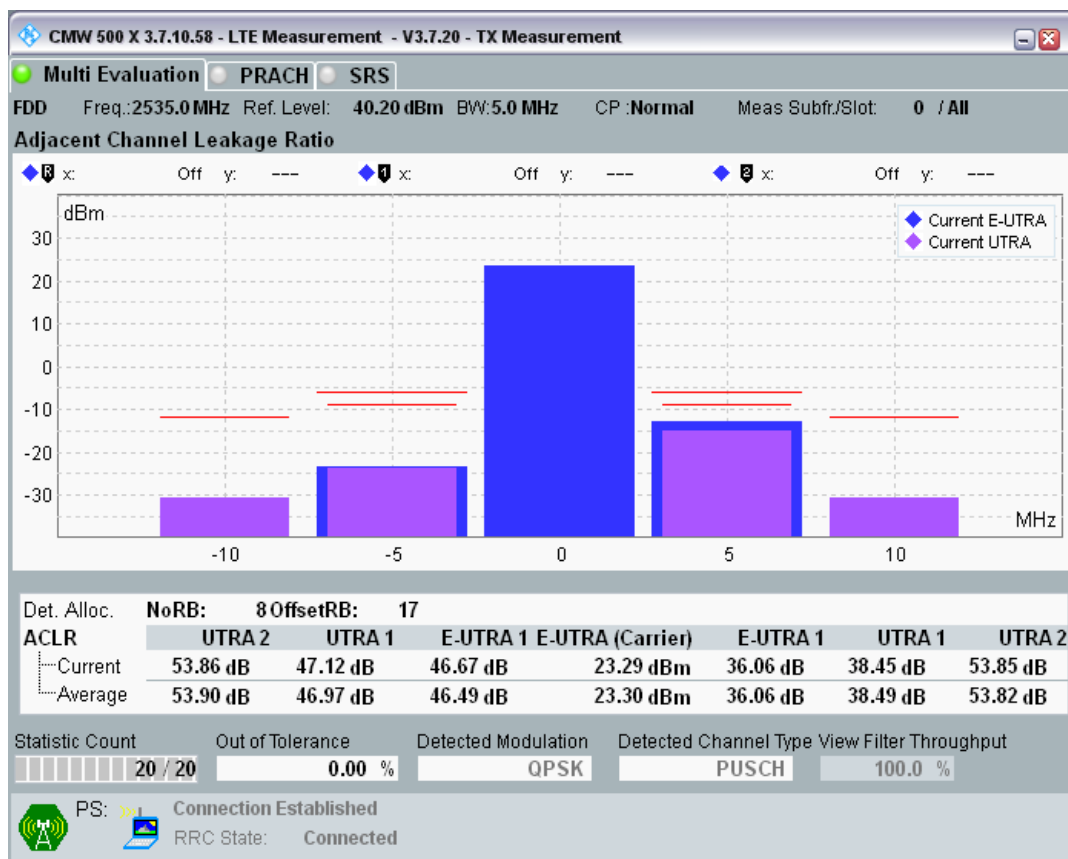 CMW 500 X 3.7.10.58 - LTE Measurement - V3.7.20 - TX Measurement
Multi Evaluation PRACH SRS
FDD Freq.:2535.0 MHz Ref. Level: 40.20 dBm BW:5.0 MHz CP :Normal Meas Subfr./Slot: 0 / All
Adjacent Channel Leakage Ratio
R x: Off y: --- 1 x: Off y: --- 2 x: Off y: ---
dBm
Current E-UTRA
Current UTRA
30
20
10
0
-10
-20
-30
MHz
-10 -5 0 5 10
Det. Alloc. NoRB: 8 OffsetRB: 17
ACLR UTRA 2 UTRA 1 E-UTRA 1 E-UTRA (Carrier) E-UTRA 1 UTRA 1 UTRA 2
Current 53.86 dB 47.12 dB 46.67 dB 23.29 dBm 36.06 dB 38.45 dB 53.85 dB
Average 53.90 dB 46.97 dB 46.49 dB 23.30 dBm 36.06 dB 38.49 dB 53.82 dB
Statistic Count Out of Tolerance Detected Modulation Detected Channel Type View Filter Throughput
20 / 20 0.00 % QPSK PUSCH 100.0 %
PS: Connection Established
RRC State: Connected